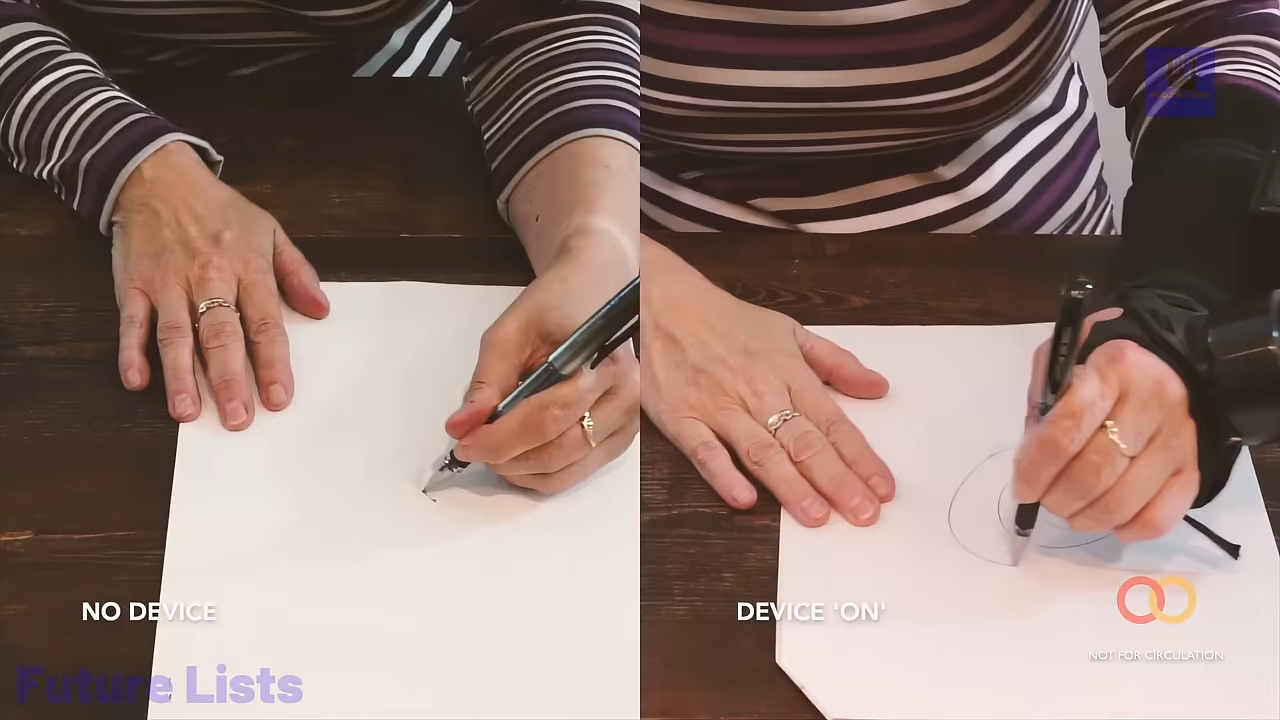 NO DEVICE
DEVICE 'ON'
NOT FOR CIRCULATION
Future Lists